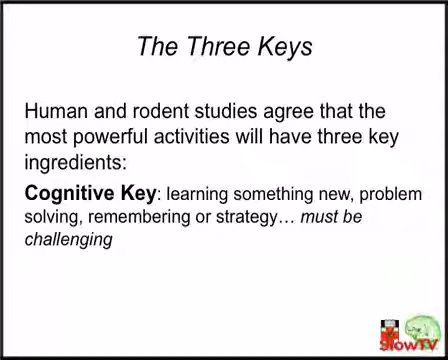 The Three Keys
Human and rodent studies agree that the
most powerful activities will have three key
ingredients:
Cognitive Key: learning something new, problem
solving, remembering or strategy… must be
challenging
SlowTV